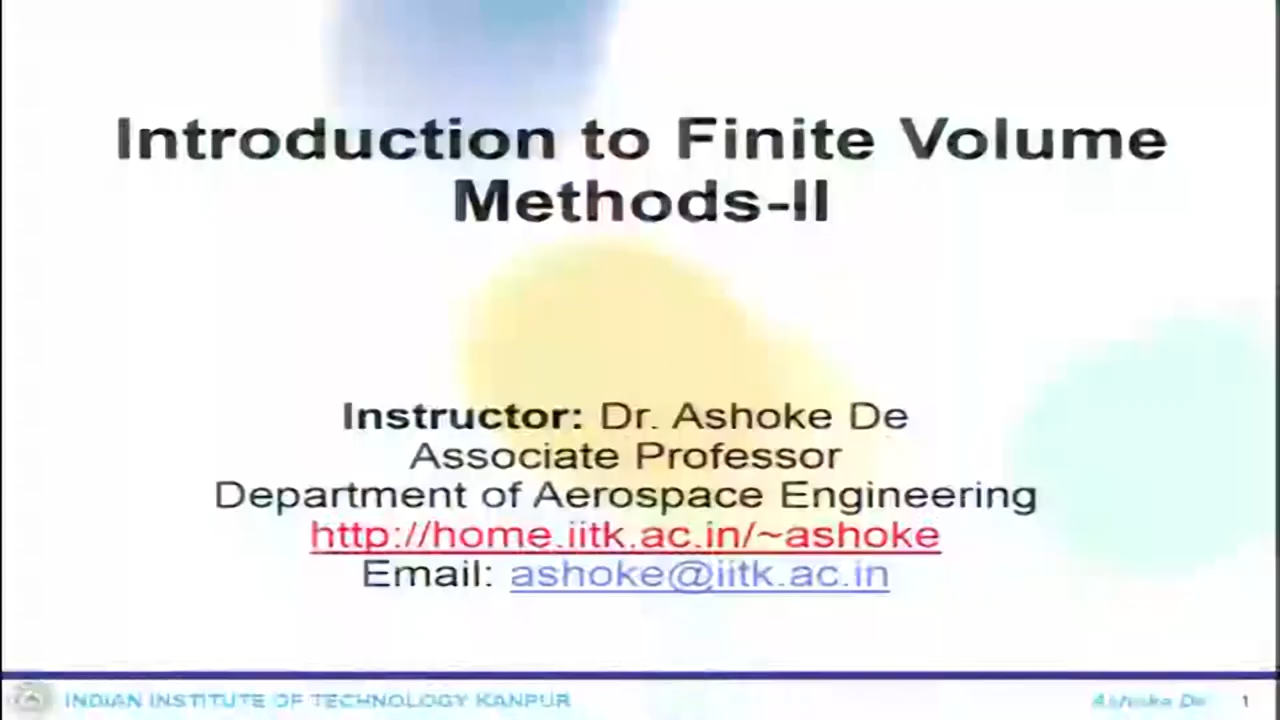 Introduction to Finite Volume
Methods-II
Instructor: Dr. Ashoke De
Associate Professor
Department of Aerospace Engineering
http://home.iitk.ac.in/~ashoke
Email: ashoke@iitk.ac.in
INDIAN INSTITUTE OF TECHNOLOGY KANPUR
Ashoke De 1